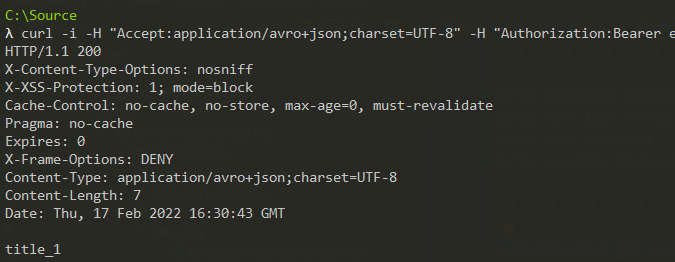 C:\Source
λ curl -i -H "Accept:application/avro+json;charset=UTF-8" -H "Authorization:Bearer e
HTTP/1.1 200
X-Content-Type-Options: nosniff
X-XSS-Protection: 1; mode=block
Cache-Control: no-cache, no-store, max-age=0, must-revalidate
Pragma: no-cache
Expires: 0
X-Frame-Options: DENY
Content-Type: application/avro+json;charset=UTF-8
Content-Length: 7
Date: Thu, 17 Feb 2022 16:30:43 GMT

title_1